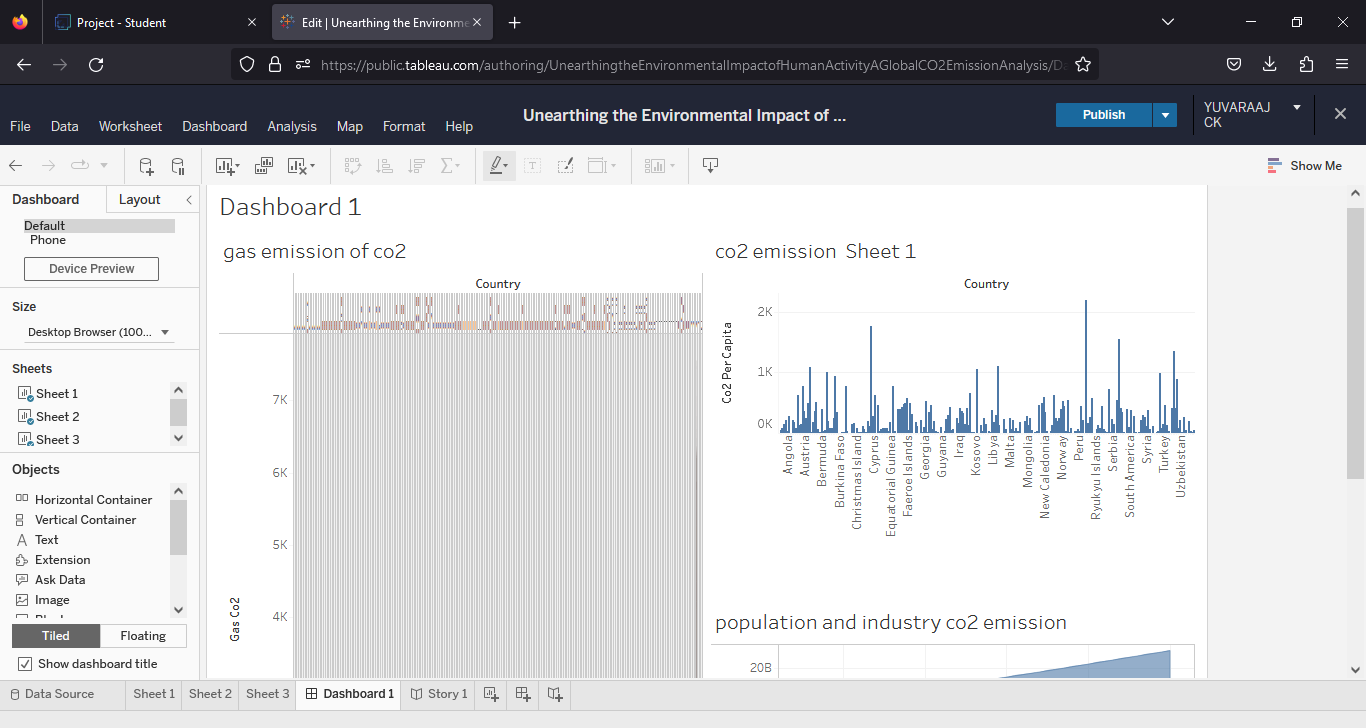 Project - Student
Edit | Unearthing the Environme
https://public.tableau.com/authoring/UnearthingtheEnvironmentalImpactofHumanActivityAGlobalCO2EmissionAnalysis/D
Unearthing the Environmental Impact of ...
Publish
YUVARAAJ
CK
File Data Worksheet Dashboard Analysis Map Format Help
Show Me
Dashboard Layout
Default
Phone
Device Preview
Size
Desktop Browser (100...
Sheets
Sheet 1
Sheet 2
Sheet 3
Objects
Horizontal Container
Vertical Container
Text
Extension
Ask Data
Image
Tiled Floating
Show dashboard title
Dashboard 1
gas emission of co2
Country
7K
6K
5K
4K
Gas Co2
co2 emission Sheet 1
Country
Co2 Per Capita
2K
1K
0K
Angola
Austria
Bermuda
Burkina Faso
Christmas Island
Cyprus
Equatorial Guinea
Faeroe Islands
Georgia
Guyana
Iraq
Kosovo
Libya
Malta
Mongolia
New Caledonia
Norway
Peru
Ryukyu Islands
Serbia
South America
Syria
Turkey
Uzbekistan
population and industry co2 emission
20B
Data Source Sheet 1 Sheet 2 Sheet 3 Dashboard 1 Story 1